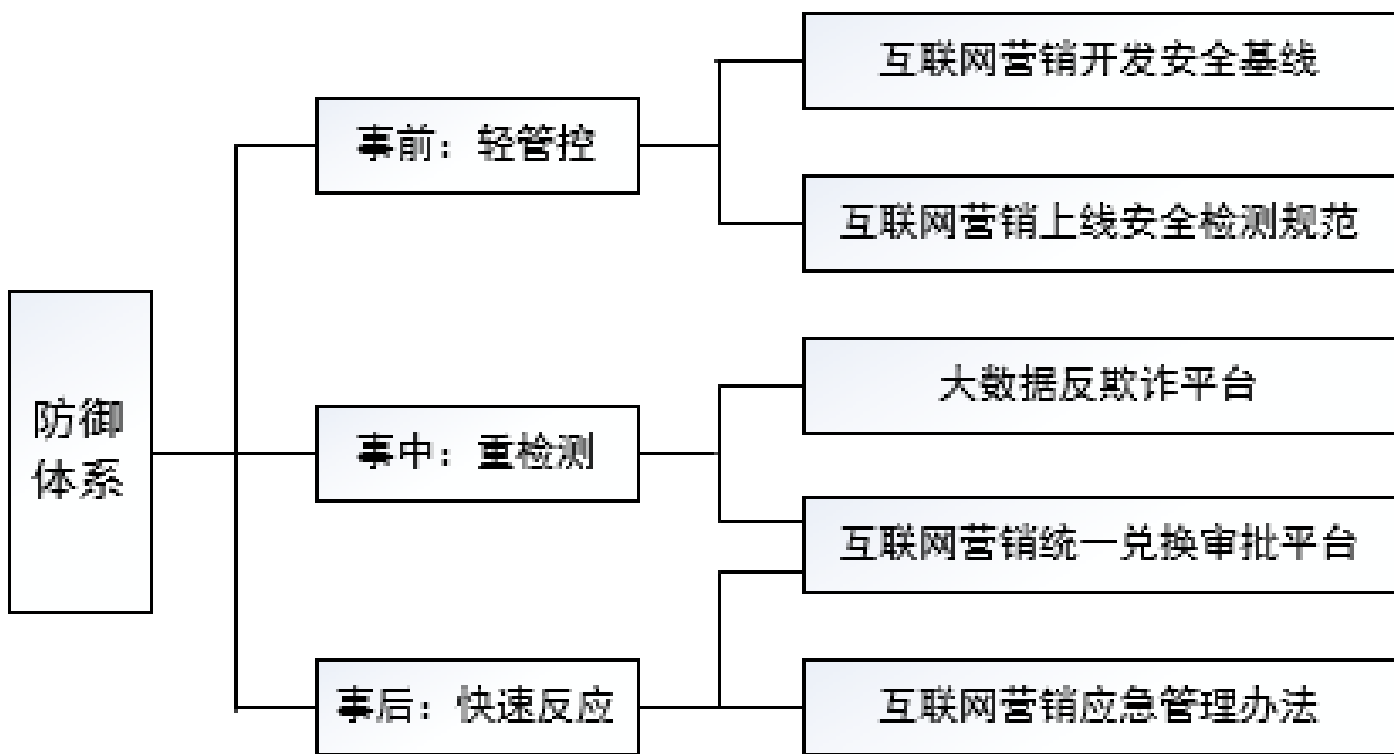 防御
体系
事前：轻管控
互联网营销开发安全基线
互联网营销上线安全检测规范
事中：重检测
大数据反欺诈平台
互联网营销统一兑换审批平台
事后：快速反应
互联网营销应急管理办法